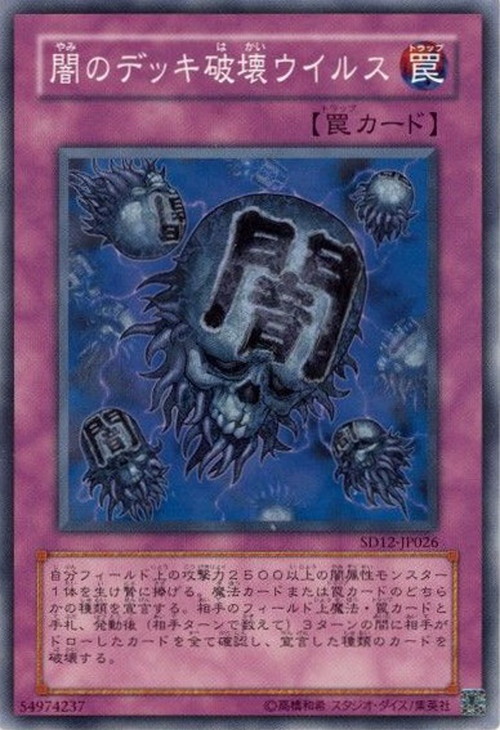 闇のデッキ破壊ウイルス 罠
【罠カード】
闇
闇
闇
SD12-JP026
自分フィールド上の攻撃力２５００以上の闇属性モンスター
１体を生け贄に捧げる。魔法カードまたは罠カードのどちら
かの種類を宣言する。相手のフィールド上魔法・罠カードと
手札、発動後（相手ターンで数えて）３ターンの間に相手が
ドローしたカードを全て確認し、宣言した種類のカードを
破壊する。
54974237
©高橋和希 スタジオ・ダイス/集英社